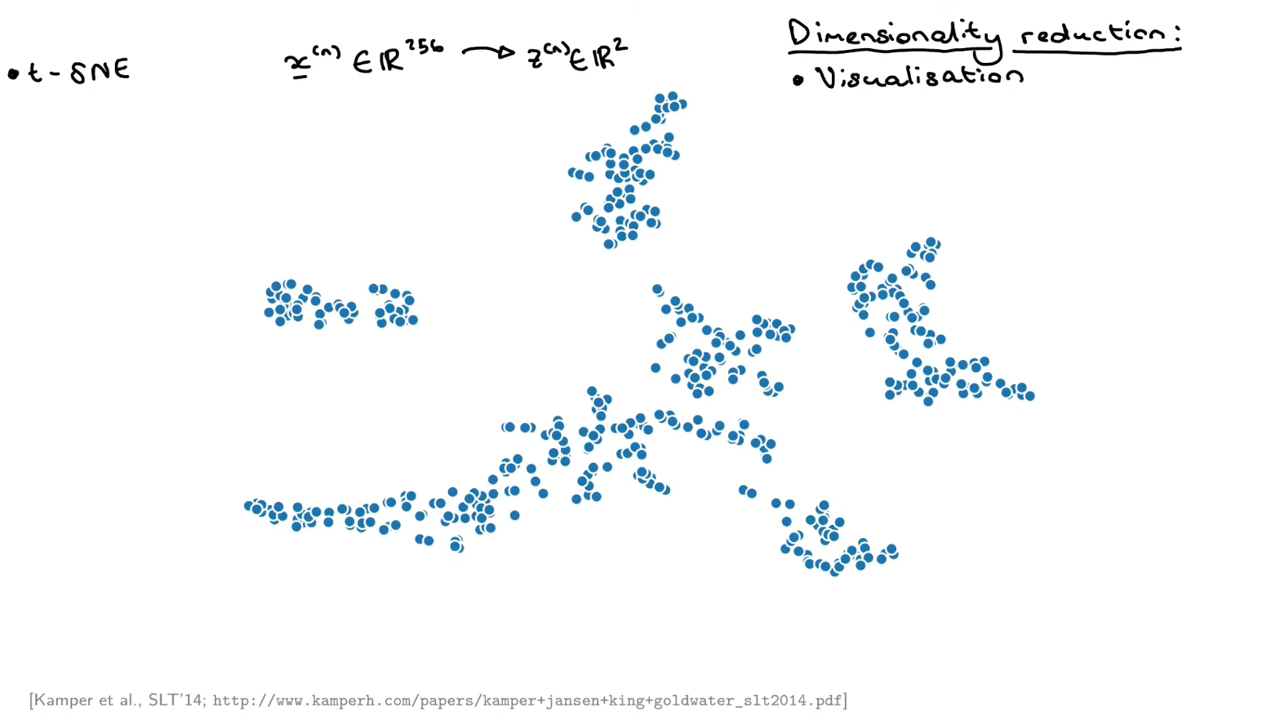 Dimensionality reduction:
• Visualisation
• t-SNE
x^(n) ∈ ℝ^256 → z^(n) ∈ ℝ^2
[Kamper et al., SLT'14; http://www.kamperh.com/papers/kamper+jansen+king+goldwater_slt2014.pdf]